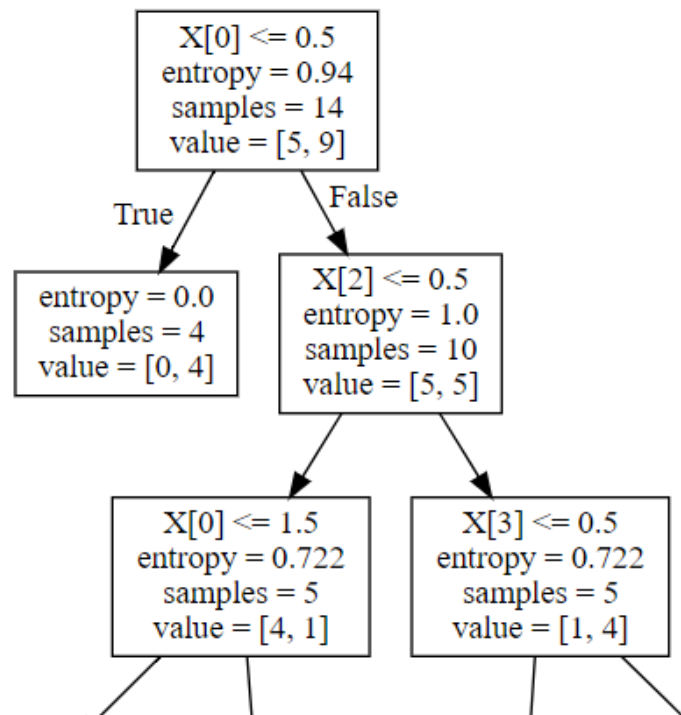 X[0] <= 0.5
entropy = 0.94
samples = 14
value = [5, 9]
True
False
entropy = 0.0
samples = 4
value = [0, 4]
X[2] <= 0.5
entropy = 1.0
samples = 10
value = [5, 5]
X[0] <= 1.5
entropy = 0.722
samples = 5
value = [4, 1]
X[3] <= 0.5
entropy = 0.722
samples = 5
value = [1, 4]